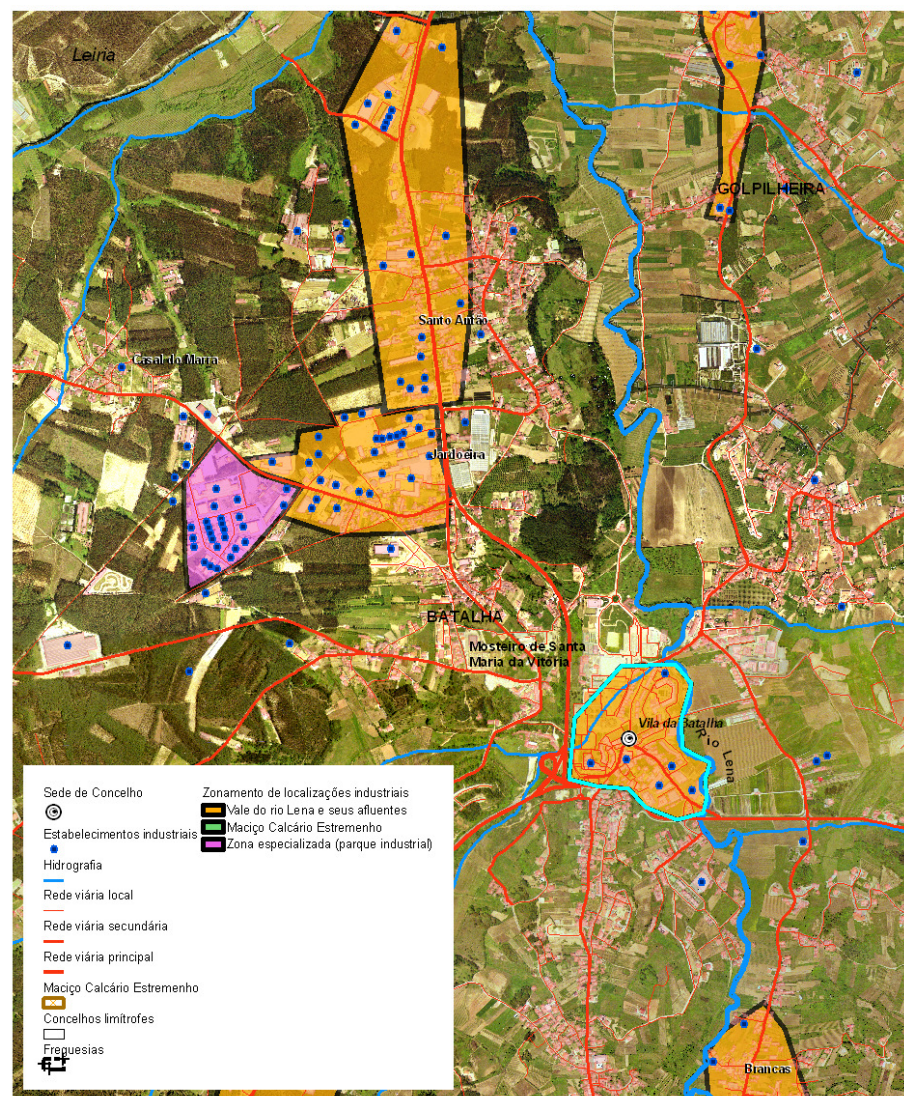 Leiria
GOLPILHEIRA
Santo Antão
Casal do Marra
Jardoeira
BATALHA
Mosteiro de Santa
Maria da Vitória
Vila da Batalha
Rio Lena
Sede de Concelho
Estabelecimentos industriais
Hidrografia
Rede viária local
Rede viária secundária
Rede viária principal
Maciço Calcário Estremenho
Concelhos limítrofes
Freguesias
Zonamento de localizações industriais
Vale do rio Lena e seus afluentes
Maciço Calcário Estremenho
Zona especializada (parque industrial)
Brancas